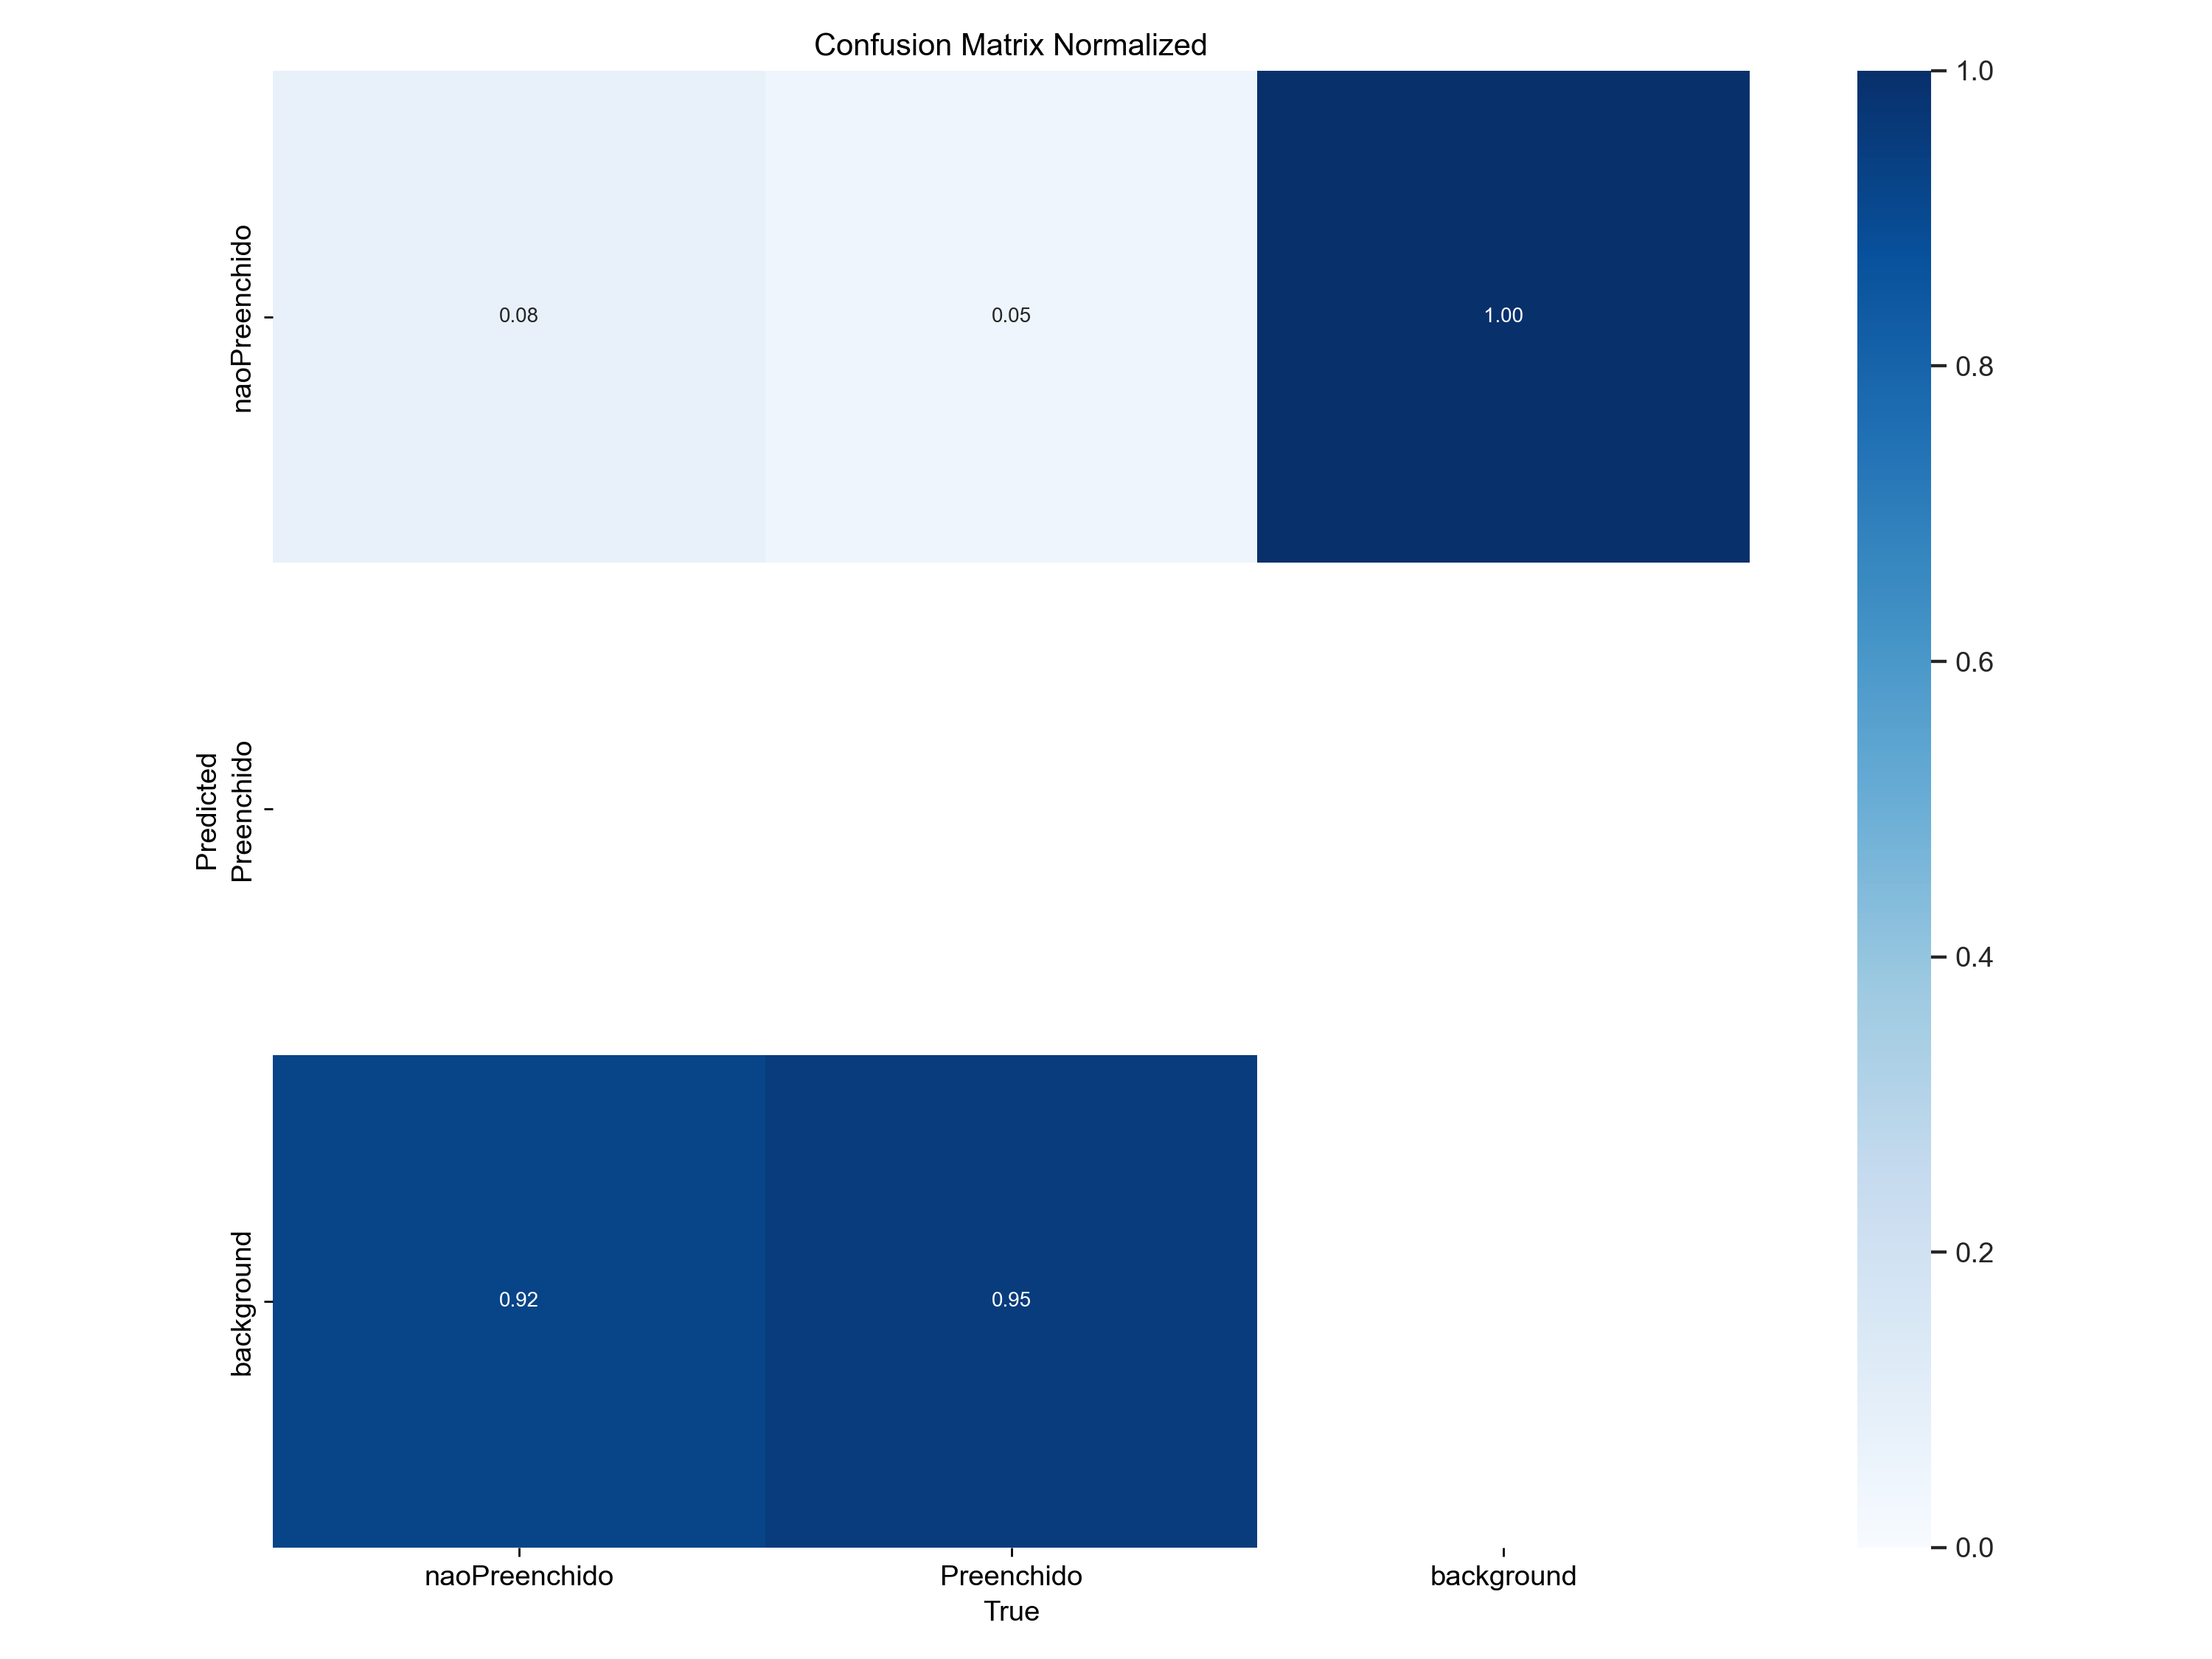 Confusion Matrix Normalized
naoPreenchido
0.08 0.05 1.00
Predicted
Preenchido
background
0.92 0.95
naoPreenchido Preenchido background
True
1.0
0.8
0.6
0.4
0.2
0.0